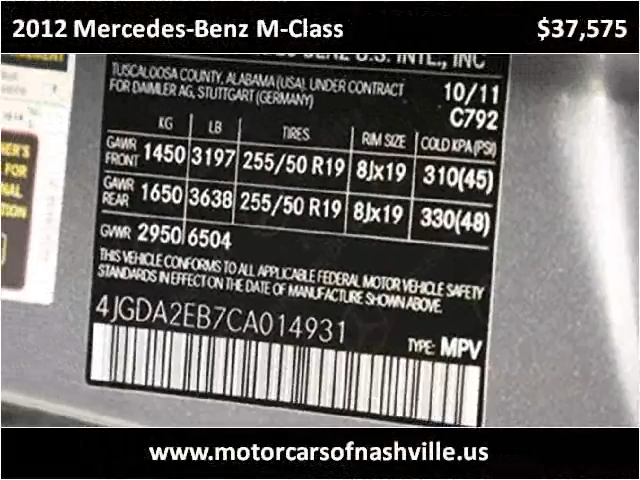 2012 Mercedes-Benz M-Class $37,575
BENZ U.S. INTL., INC
TUSCALOOSA COUNTY, ALABAMA (USA), UNDER CONTRACT
FOR DAIMLER AG, STUTTGART (GERMANY)
10/11
C792
KG LB TIRES RIM SIZE COLD KPA (PSI)
GAWR FRONT 1450 3197 255/50 R19 8Jx19 310(45)
GAWR REAR 1650 3638 255/50 R19 8Jx19 330(48)
GVWR 2950 6504
THIS VEHICLE CONFORMS TO ALL APPLICABLE FEDERAL MOTOR VEHICLE SAFETY
STANDARDS IN EFFECT ON THE DATE OF MANUFACTURE SHOWN ABOVE.
4JGDA2EB7CA014931
TYPE: MPV
www.motorcarsofnashville.us